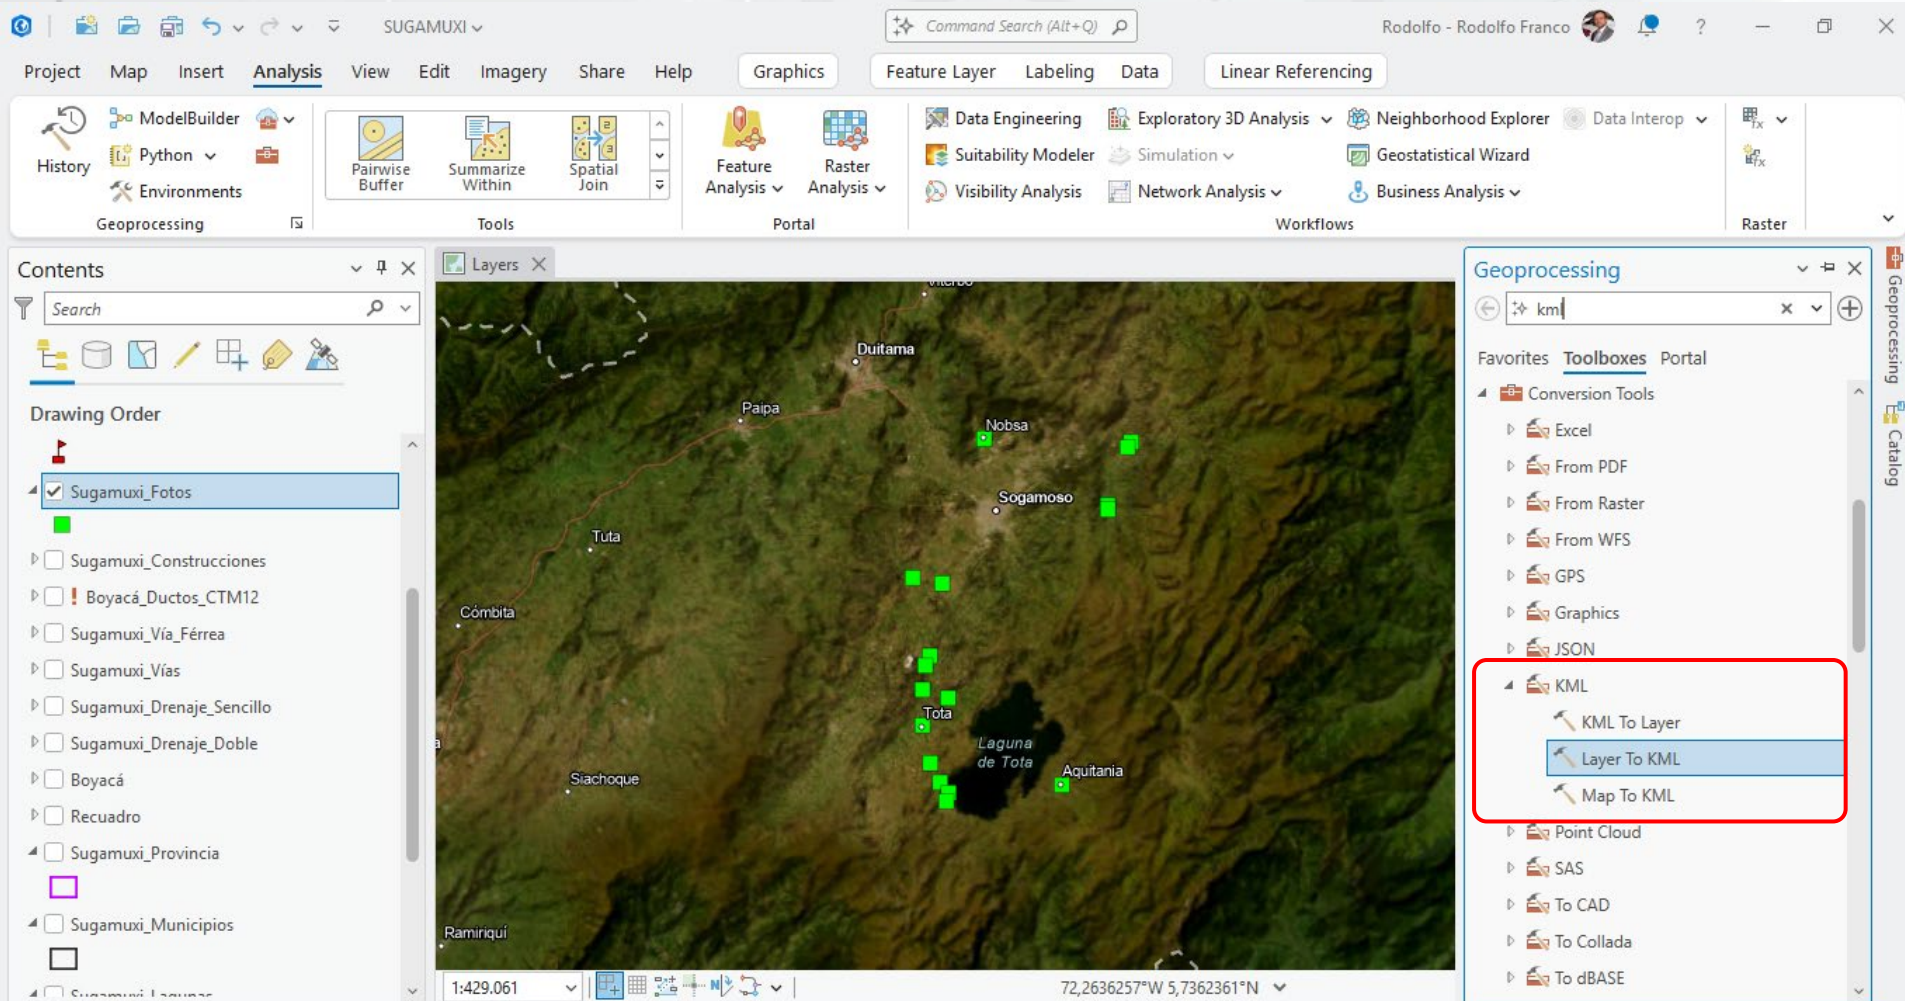 SUGAMUXI
Command Search (Alt+Q)
Rodolfo - Rodolfo Franco
?
Project Map Insert Analysis View Edit Imagery Share Help Graphics Feature Layer Labeling Data Linear Referencing
History
ModelBuilder
Python
Environments
Geoprocessing
Pairwise
Buffer
Summarize
Within
Spatial
Join
Tools
Feature
Analysis
Raster
Analysis
Portal
Data Engineering
Suitability Modeler
Visibility Analysis
Exploratory 3D Analysis
Simulation
Network Analysis
Neighborhood Explorer
Geostatistical Wizard
Business Analysis
Data Interop
Workflows
Raster
Contents
Search
Drawing Order
Sugamuxi_Fotos
Sugamuxi_Construcciones
! Boyacá_Ductos_CTM12
Sugamuxi_Vía_Férrea
Sugamuxi_Vías
Sugamuxi_Drenaje_Sencillo
Sugamuxi_Drenaje_Doble
Boyacá
Recuadro
Sugamuxi_Provincia
Sugamuxi_Municipios
Sugamuxi_Lagunas
Layers
Viterbo
Duitama
Paipa
Nobsa
Sogamoso
Tuta
Cómbita
Tota
Laguna
de Tota
Aquitania
Siachoque
Ramiriquí
1:429.061
72,2636257°W 5,7362361°N
Geoprocessing
kml
Favorites Toolboxes Portal
Conversion Tools
Excel
From PDF
From Raster
From WFS
GPS
Graphics
JSON
KML
KML To Layer
Layer To KML
Map To KML
Point Cloud
SAS
To CAD
To Collada
To dBASE
Geoprocessing
Catalog